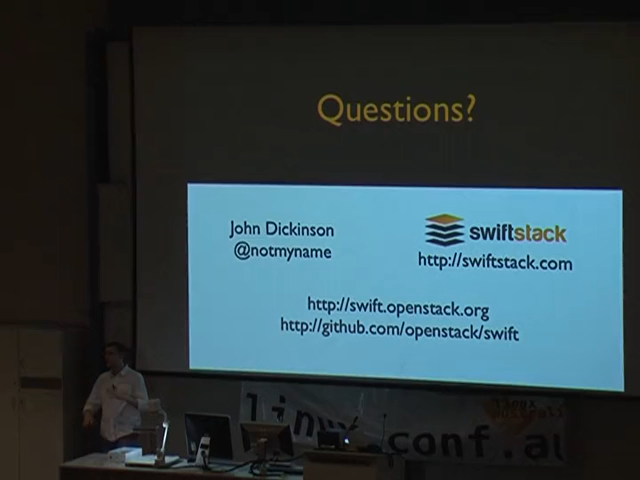 Questions?
John Dickinson
@notmyname
swiftstack
http://swiftstack.com
http://swift.openstack.org
http://github.com/openstack/swift
linux
conf.au
linux